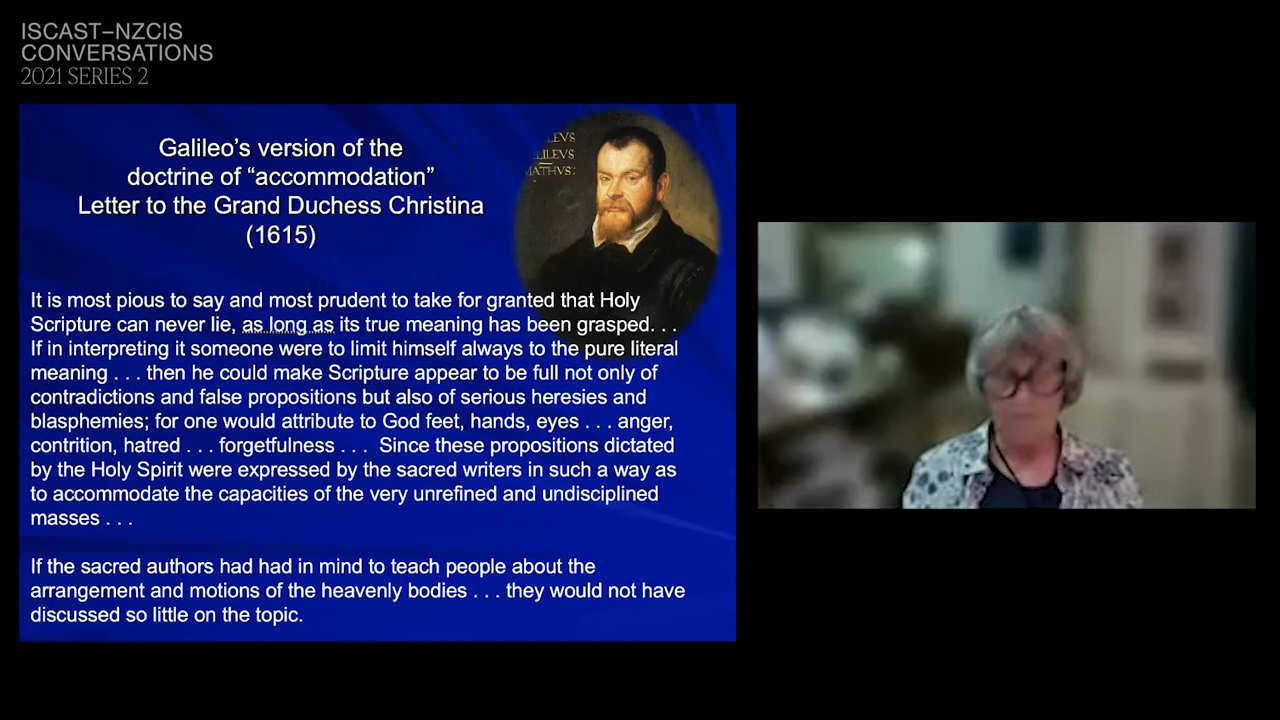 ISCAST–NZCIS
CONVERSATIONS
2021 SERIES 2
Galileo’s version of the
doctrine of “accommodation”
Letter to the Grand Duchess Christina
(1615)
LEVS
LILEVS
MATHVS:
It is most pious to say and most prudent to take for granted that Holy
Scripture can never lie, as long as its true meaning has been grasped. . .
If in interpreting it someone were to limit himself always to the pure literal
meaning . . . then he could make Scripture appear to be full not only of
contradictions and false propositions but also of serious heresies and
blasphemies; for one would attribute to God feet, hands, eyes . . . anger,
contrition, hatred . . . forgetfulness . . .  Since these propositions dictated
by the Holy Spirit were expressed by the sacred writers in such a way as
to accommodate the capacities of the very unrefined and undisciplined
masses . . .
If the sacred authors had had in mind to teach people about the
arrangement and motions of the heavenly bodies . . . they would not have
discussed so little on the topic.